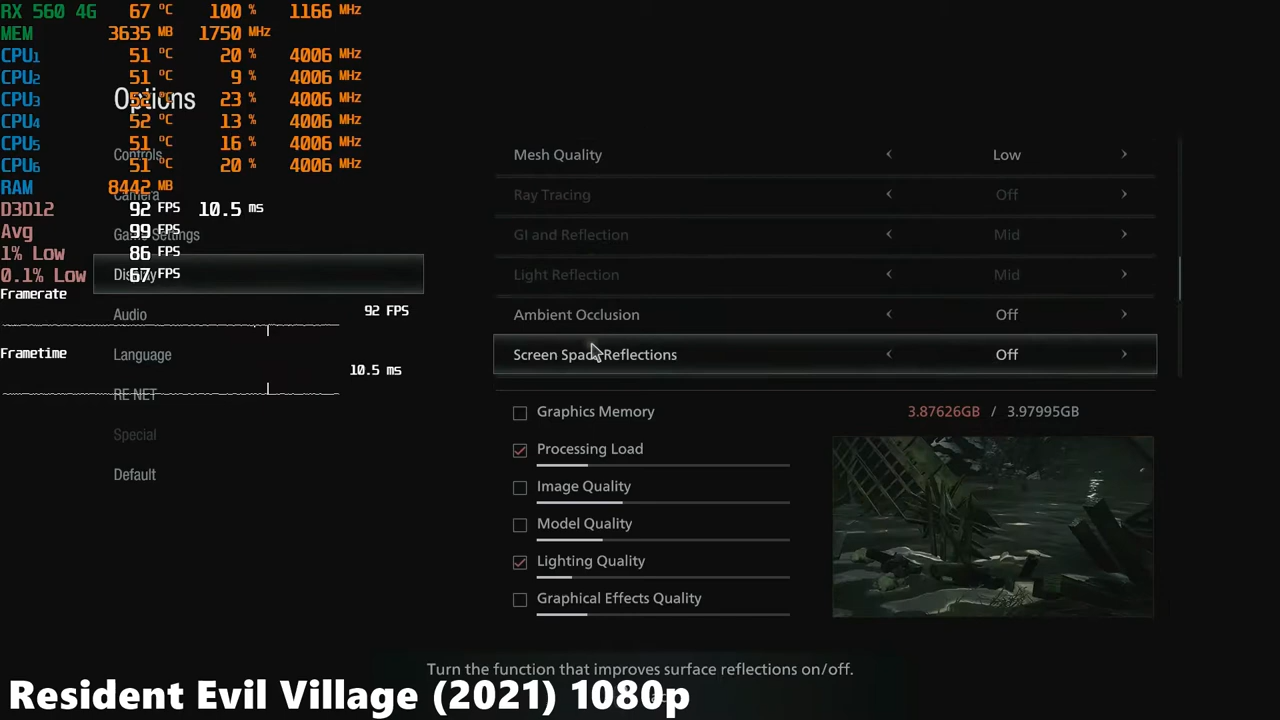 RX 560 4G 67 °C 100 % 1166 MHz
MEM 3635 MB 1750 MHz
CPU1 51 °C 20 % 4006 MHz
CPU2 51 °C 9 % 4006 MHz
CPU3 52 °C 23 % 4006 MHz
CPU4 52 °C 13 % 4006 MHz
CPU5 51 °C 16 % 4006 MHz
CPU6 51 °C 20 % 4006 MHz
RAM 8442 MB
D3D12 92 FPS 10.5 ms
Avg 99 FPS
1% Low 86 FPS
0.1% Low 67 FPS
Framerate
92 FPS
Frametime
10.5 ms
Options
Controls
Camera
Game Settings
Display
Audio
Language
RE NET
Special
Default
Mesh Quality < Low >
Ray Tracing < Off >
GI and Reflection < Mid >
Light Reflection < Mid >
Ambient Occlusion < Off >
Screen Space Reflections < Off >
Graphics Memory 3.87626GB / 3.97995GB
Processing Load
Image Quality
Model Quality
Lighting Quality
Graphical Effects Quality
Turn the function that improves surface reflections on/off.
Resident Evil Village (2021) 1080p